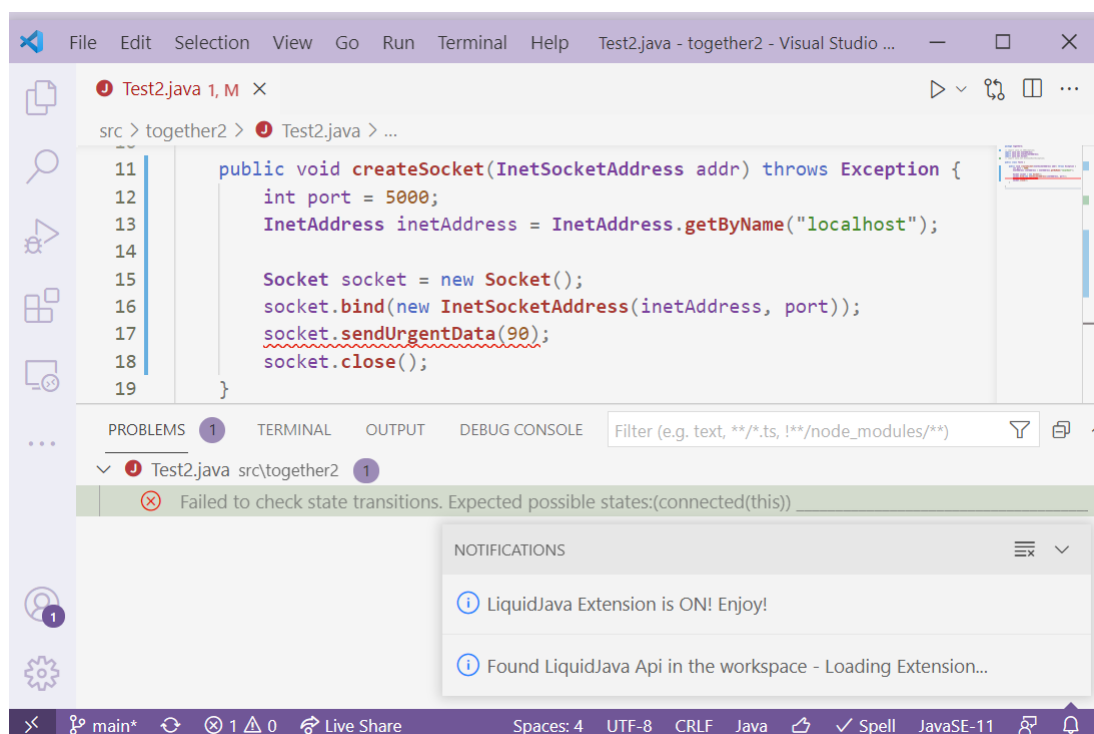 File Edit Selection View Go Run Terminal Help Test2.java - together2 - Visual Studio ...
Test2.java 1, M
src > together2 > Test2.java > ...
11 public void createSocket(InetSocketAddress addr) throws Exception {
12 int port = 5000;
13 InetAddress inetAddress = InetAddress.getByName("localhost");
14
15 Socket socket = new Socket();
16 socket.bind(new InetSocketAddress(inetAddress, port));
17 socket.sendUrgentData(90);
18 socket.close();
19 }
PROBLEMS 1 TERMINAL OUTPUT DEBUG CONSOLE Filter (e.g. text, **/*.ts, !**/node_modules/**)
Test2.java src\together2 1
Failed to check state transitions. Expected possible states:(connected(this))
NOTIFICATIONS
LiquidJava Extension is ON! Enjoy!
Found LiquidJava Api in the workspace - Loading Extension...
1
main* 1 0 Live Share Spaces: 4 UTF-8 CRLF Java Spell JavaSE-11